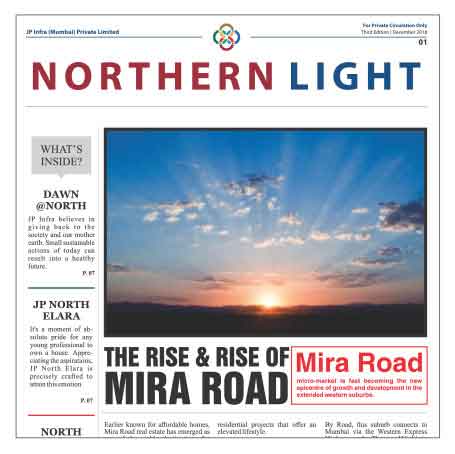 JP Infra (Mumbai) Private Limited
For Private Circulation Only
Third Edition | December 2018
01
NORTHERN LIGHT
WHAT'S
INSIDE?
DAWN
@NORTH
JP Infra believes in
giving back to the
society and our mother
earth. Small sustainable
actions of today can
result into a healthy
future.
P. 07
JP NORTH
ELARA
It's a moment of ab-
solute pride for any
young professional to
own a house. Appre-
ciating the aspirations,
JP North Elara is
precisely crafted to
attain this emotion
P. 07
NORTH
THE RISE & RISE OF
MIRA ROAD
Mira Road
micro-market is fast becoming the new
epicentre of growth and development in the
extended western suburbs.
Earlier known for affordable homes,
Mira Road real estate has emerged as
residential projects that offer an
elevated lifestyle.
By Road, this suburb connects to
Mumbai via the Western Express